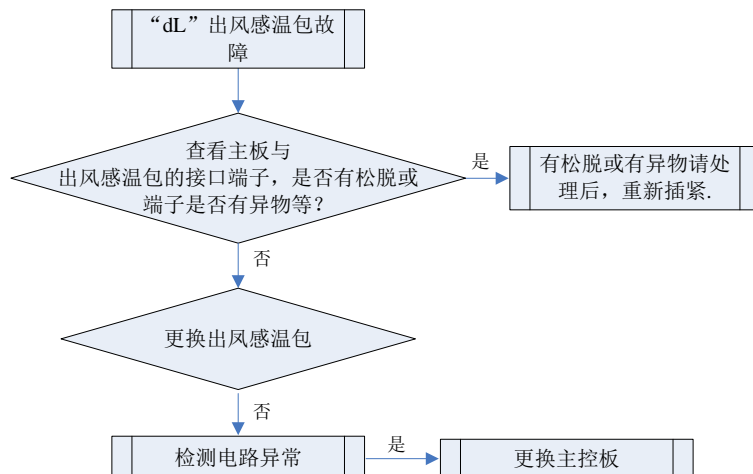 “dL”出风感温包故
障
查看主板与
出风感温包的接口端子，是否有松脱或
端子是否有异物等？
是
有松脱或有异物请处
理后，重新插紧.
否
更换出凤感温包
否
检测电路异常
是
更换主控板